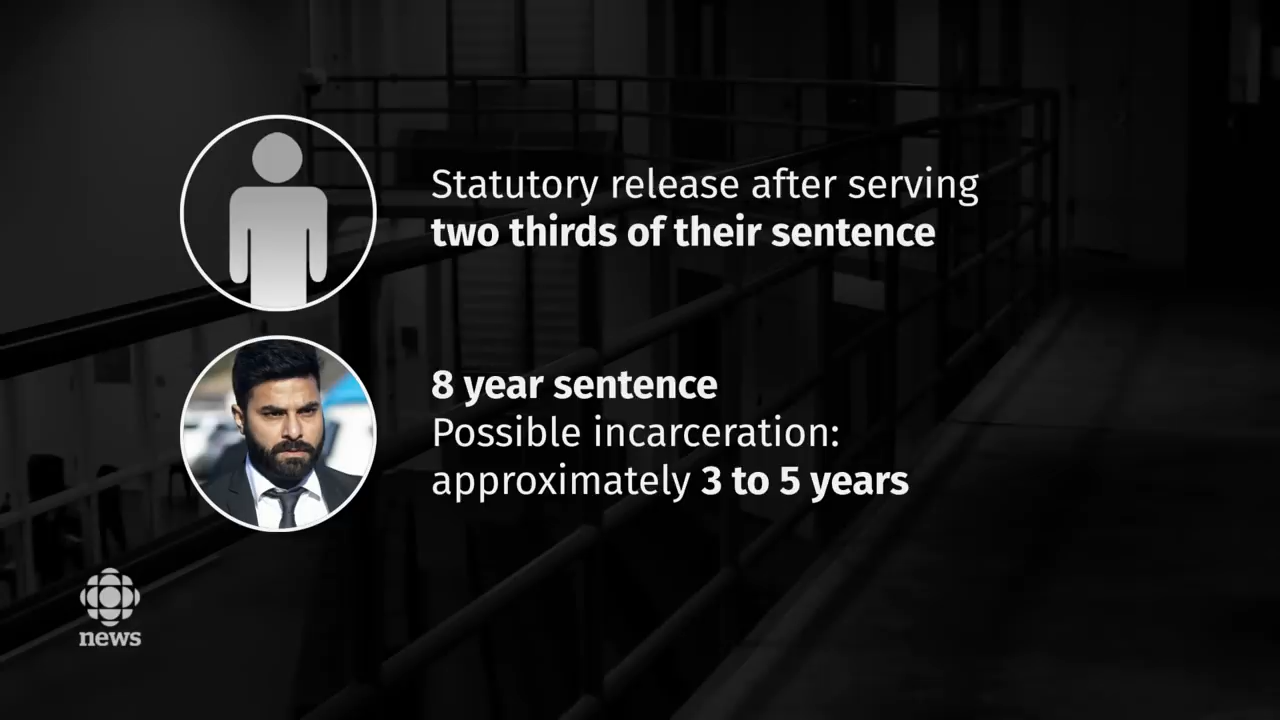 Statutory release after serving
two thirds of their sentence
8 year sentence
Possible incarceration:
approximately 3 to 5 years
news